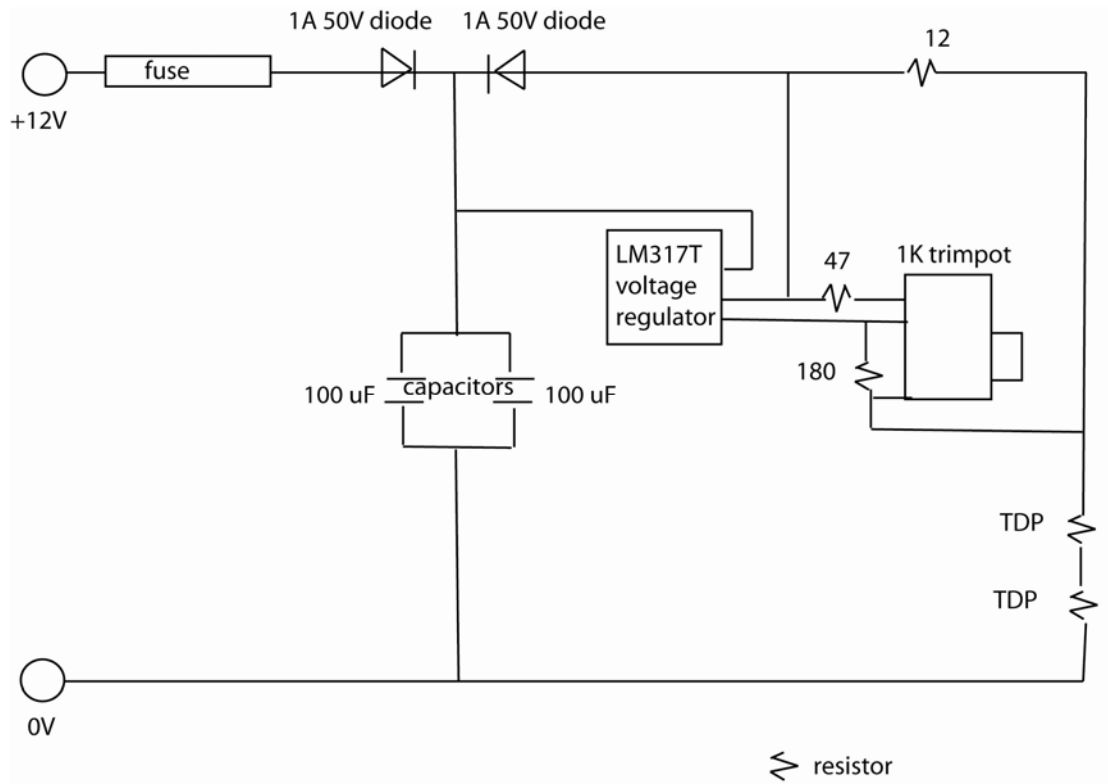 1A 50V diode
1A 50V diode
12
fuse
+12V
LM317T
voltage
regulator
47
1K trimpot
180
100 uF
capacitors
100 uF
TDP
TDP
0V
resistor